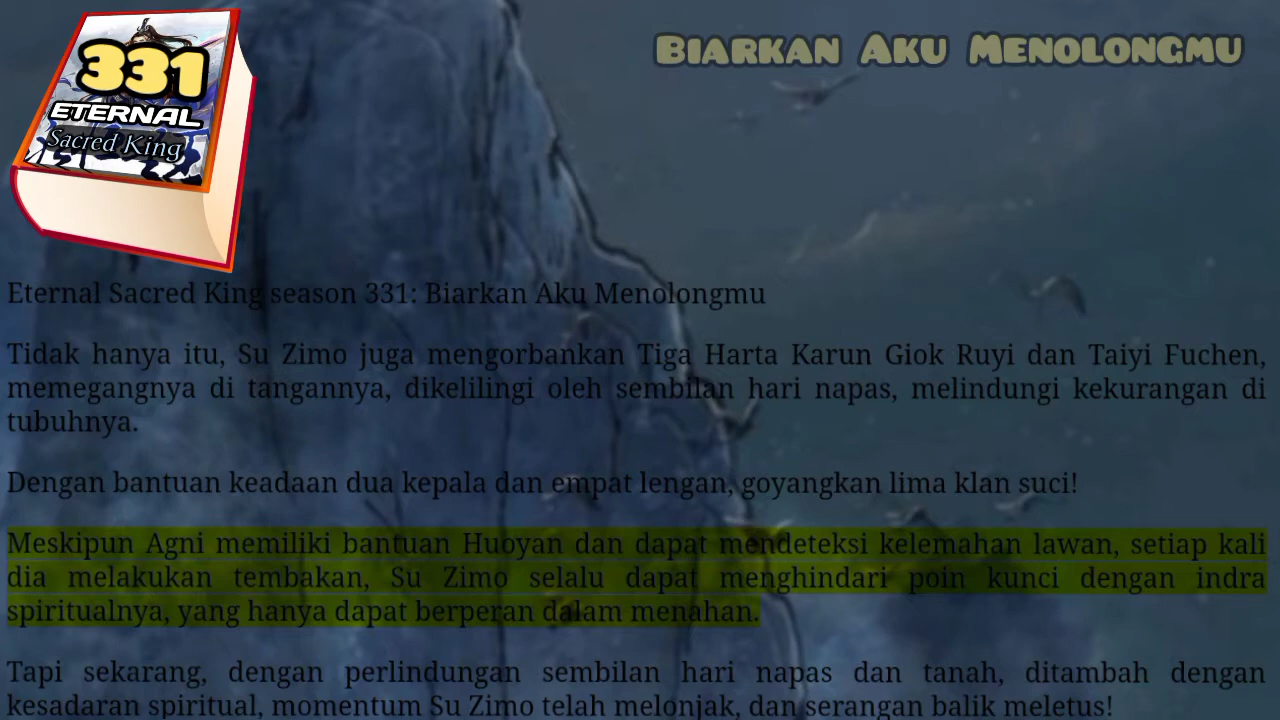 331
ETERNAL
Sacred King
BIARKAN AKU MENOLONGMU
Eternal Sacred King season 331: Biarkan Aku Menolongmu
Tidak hanya itu, Su Zimo juga mengorbankan Tiga Harta Karun Giok Ruyi dan Taiyi Fuchen,
memegangnya di tangannya, dikelilingi oleh sembilan hari napas, melindungi kekurangan di
tubuhnya.
Dengan bantuan keadaan dua kepala dan empat lengan, goyangkan lima klan suci!
Meskipun Agni memiliki bantuan Huoyan dan dapat mendeteksi kelemahan lawan, setiap kali
dia melakukan tembakan, Su Zimo selalu dapat menghindari poin kunci dengan indra
spiritualnya, yang hanya dapat berperan dalam menahan.
Tapi sekarang, dengan perlindungan sembilan hari napas dan tanah, ditambah dengan
kesadaran spiritual, momentum Su Zimo telah melonjak, dan serangan balik meletus!